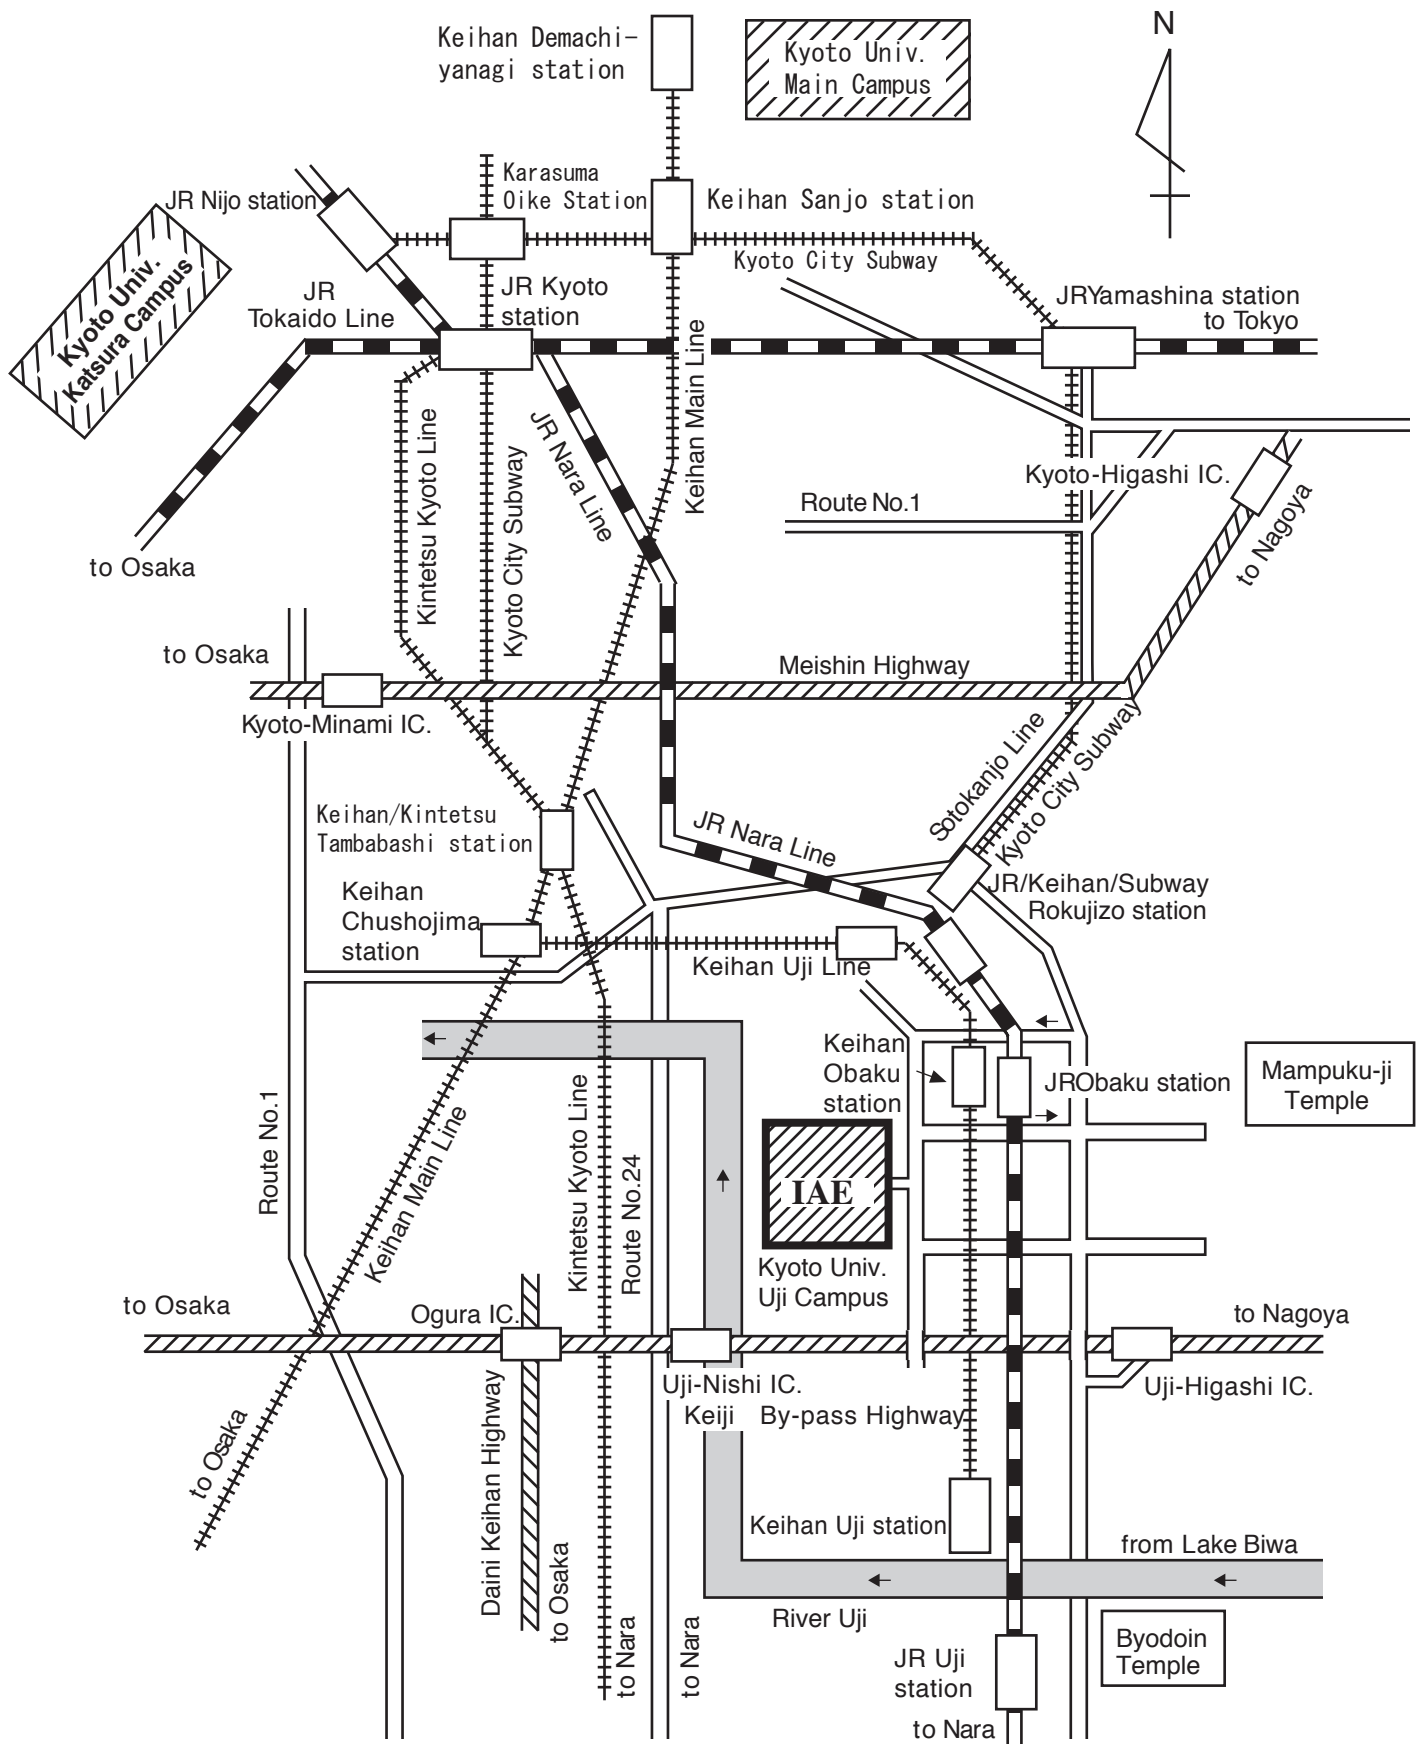 Keihan Demachi-
yanagi station
Kyoto Univ.
Main Campus
N
Karasuma
Oike Station
JR Nijo station
Keihan Sanjo station
Kyoto City Subway
Kyoto Univ.
Katsura Campus
JR
Tokaido Line
JR Kyoto
station
JRYamashina station
to Tokyo
Keihan Main Line
JR Nara Line
Kintetsu Kyoto Line
Kyoto City Subway
Kyoto-Higashi IC.
Route No.1
to Nagoya
to Osaka
to Osaka
Meishin Highway
Kyoto-Minami IC.
Sotokanjo Line
Kyoto City Subway
Keihan/Kintetsu
Tambabashi station
JR Nara Line
JR/Keihan/Subway
Rokujizo station
Keihan
Chushojima
station
Keihan Uji Line
Keihan
Obaku
station
JRObaku station
Mampuku-ji
Temple
Route No.1
Keihan Main Line
Kintetsu Kyoto Line
Route No.24
IAE
Kyoto Univ.
Uji Campus
to Osaka
Ogura IC.
to Nagoya
Uji-Nishi IC.
Uji-Higashi IC.
Keiji By-pass Highway
to Osaka
Daini Keihan Highway
to Osaka
Keihan Uji station
from Lake Biwa
River Uji
to Nara
to Nara
Byodoin
Temple
JR Uji
station
to Nara